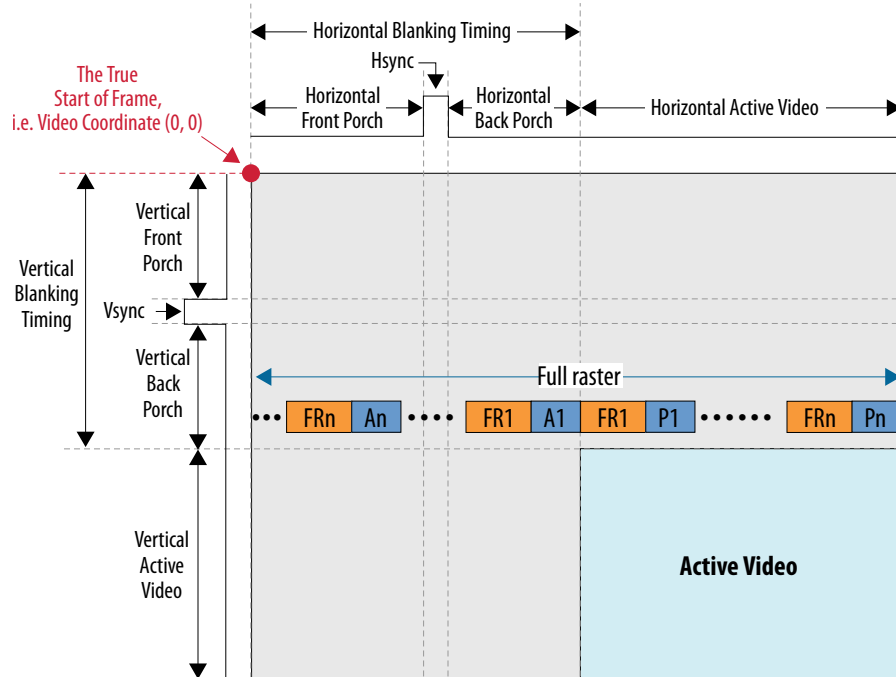 Horizontal Blanking Timing
Hsync
The True
Start of Frame,
i.e. Video Coordinate (0, 0)
Horizontal
Front Porch
Horizontal
Back Porch
Horizontal Active Video
Vertical
Front
Porch
Vertical
Blanking
Timing
Vsync
Vertical
Back
Porch
Full raster
FRn An FR1 A1 FR1 P1 FRn Pn
Vertical
Active
Video
Active Video